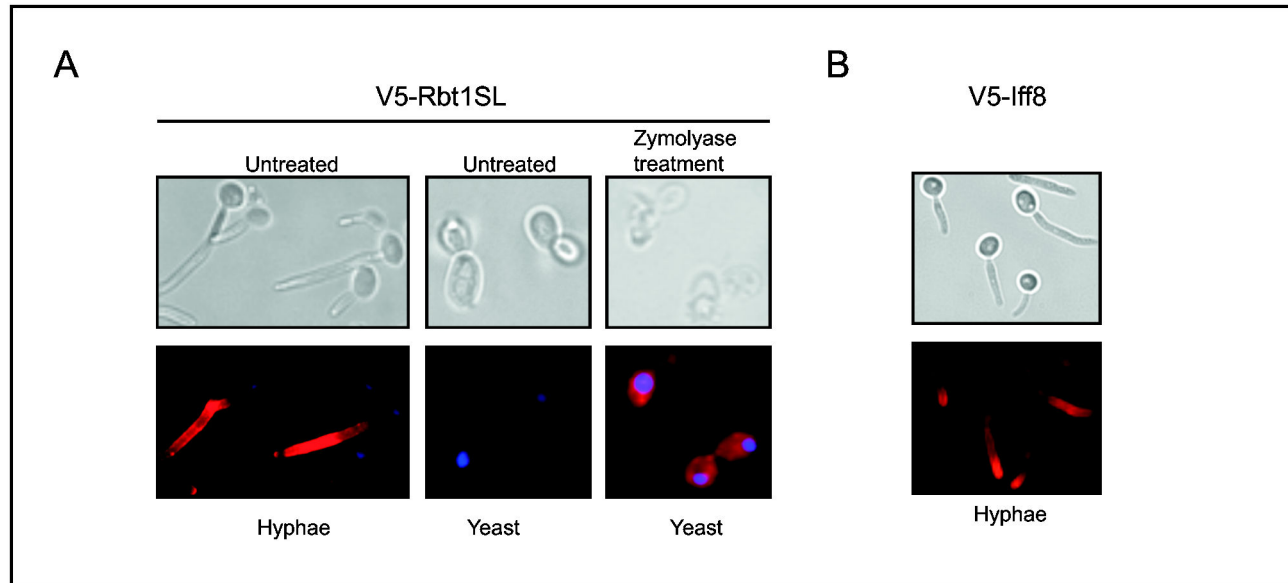 A
B
V5-Rbt1SL
V5-Iff8
Untreated
Untreated
Zymolyase
treatment
Hyphae
Yeast
Yeast
Hyphae